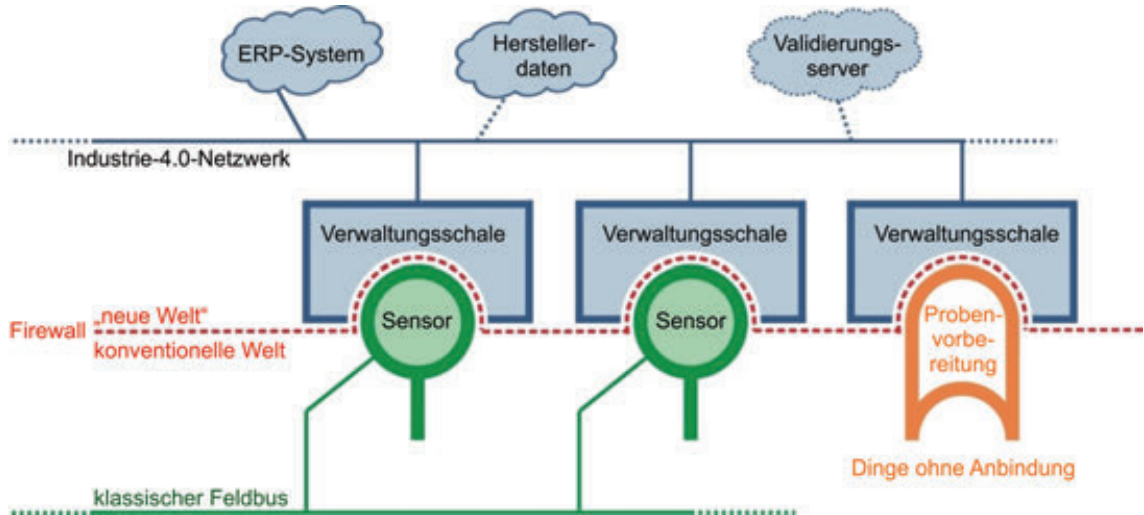 ERP-System
Hersteller-
daten
Validierungs-
server
Industrie-4.0-Netzwerk
Verwaltungsschale
Verwaltungsschale
Verwaltungsschale
Firewall
„neue Welt“
konventionelle Welt
Sensor
Sensor
Proben-
vorbe-
reitung
Dinge ohne Anbindung
klassischer Feldbus